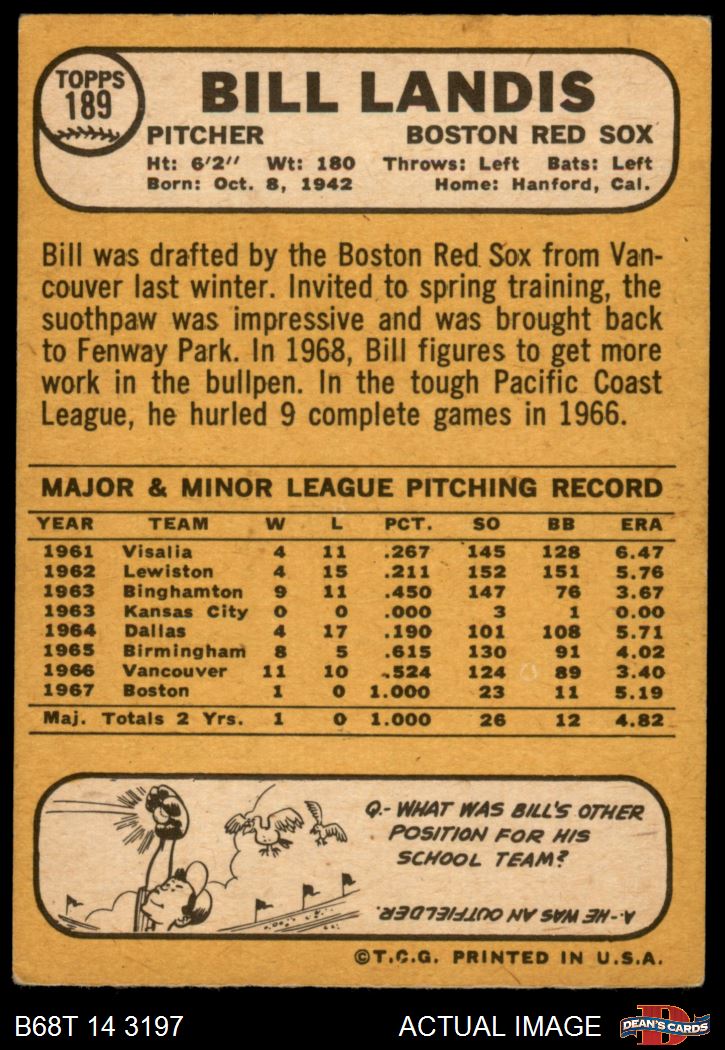 TOPPS
189
BILL LANDIS
PITCHER BOSTON RED SOX
Ht: 6'2" Wt: 180 Throws: Left Bats: Left
Born: Oct. 8, 1942 Home: Hanford, Cal.
Bill was drafted by the Boston Red Sox from Van-
couver last winter. Invited to spring training, the
suothpaw was impressive and was brought back
to Fenway Park. In 1968, Bill figures to get more
work in the bullpen. In the tough Pacific Coast
League, he hurled 9 complete games in 1966.
MAJOR & MINOR LEAGUE PITCHING RECORD
YEAR TEAM W L PCT. SO BB ERA
1961 Visalia 4 11 .267 145 128 6.47
1962 Lewiston 4 15 .211 152 151 5.76
1963 Binghamton 9 11 .450 147 76 3.67
1963 Kansas City 0 0 .000 3 1 0.00
1964 Dallas 4 17 .190 101 108 5.71
1965 Birmingham 8 5 .615 130 91 4.02
1966 Vancouver 11 10 .524 124 89 3.40
1967 Boston 1 0 1.000 23 11 5.19
Maj. Totals 2 Yrs. 1 0 1.000 26 12 4.82
Q.- WHAT WAS BILL'S OTHER
POSITION FOR HIS
SCHOOL TEAM?
A.- HE WAS AN OUTFIELDER.
©T.C.G. PRINTED IN U.S.A.
B68T 14 3197 ACTUAL IMAGE DEAN'S CARDS